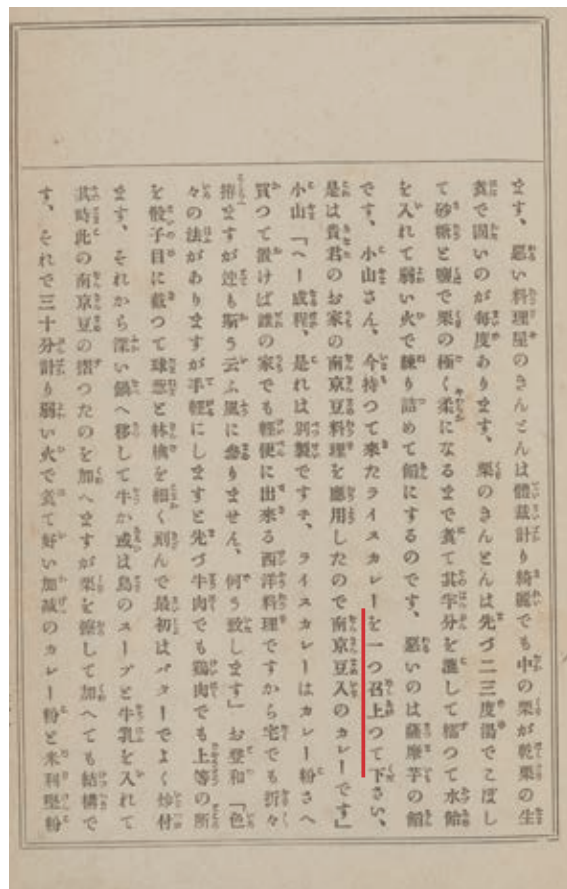 ます、惡い料理屋のきんとんは體裁計り綺麗でも中の栗が乾栗の生
煮で固いのが毎度あります、栗のきんとんは先づ二三度湯でこぼし
て砂糖と鹽で栗の極く柔になるまで煮て其半分を漉して擂つて水飴
を入れて弱い火で練り詰めて餡にするのです、惡いのは薩摩芋の餡
です、小山さん、今持つて來たライスカレーを一つ召上つて下さい、
是は貴君のお家の南京豆料理を應用したので南京豆入のカレーです」
小山「へー成程、是れは別製ですネ、ライスカレーはカレー粉さへ
買つて置けば誰の家でも輕便に出來る西洋料理ですから宅でも折々
拵ますが迚も斯う云ふ風に參りません、何う致します」お登和「色
々の法がありますが手輕にしますと先づ牛肉でも鷄肉でも上等の所
を骰子目に截つて球葱と林檎を細く刻んで最初はバターでよく炒付
ます、それから深い鍋へ移して牛か或は鳥のスープと牛乳を入れて
其時此の南京豆の摺つたのを加へますが栗を漉して加へても結構で
す、それで三十分計り弱い火で煮て好い加減のカレー粉と米利堅粉